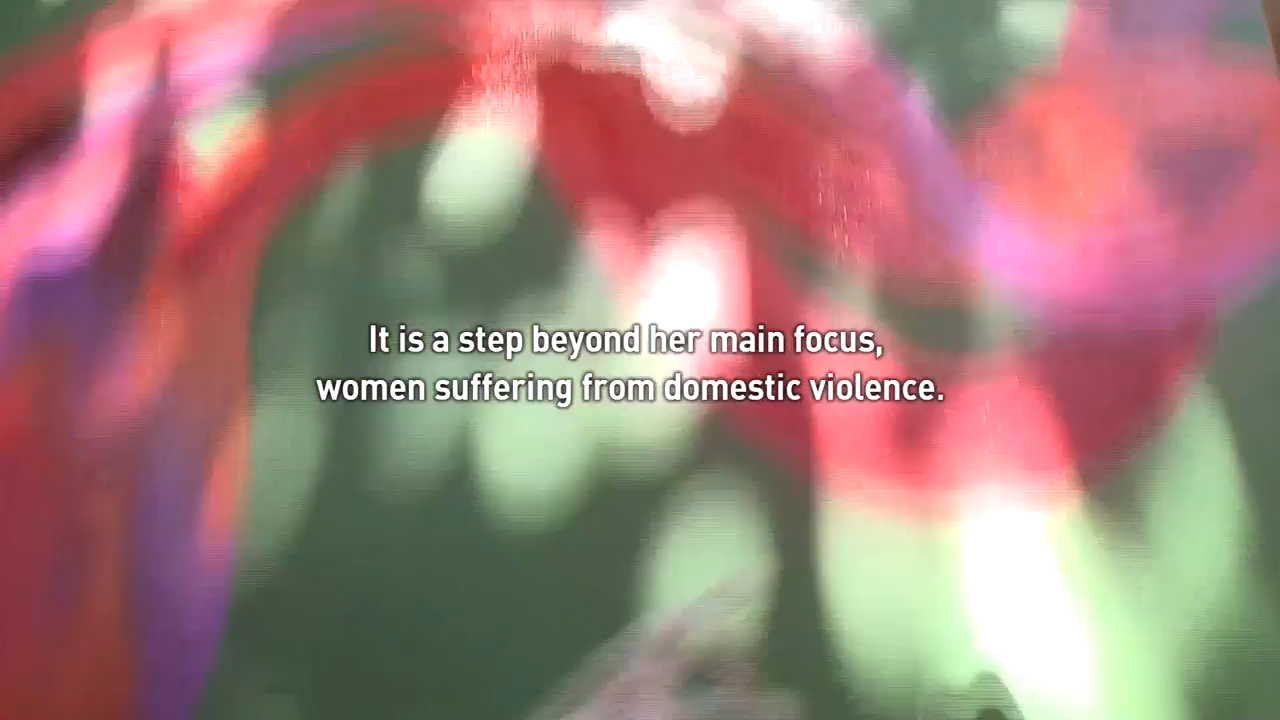 It is a step beyond her main focus,
women suffering from domestic violence.